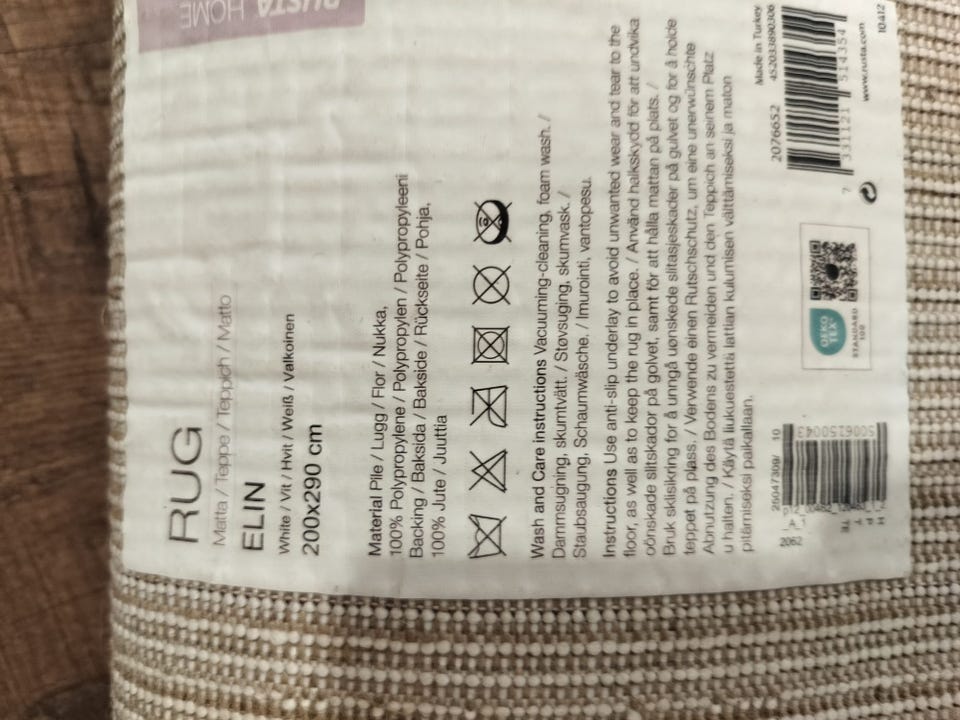 RUSTA
HOME
RUG
Matta / Teppe / Teppich / Matto
ELIN
White / Vit / Hvit / Weiß / Valkoinen
200x290 cm
Material Pile / Lugg / Flor / Nukka,
100% Polypropylene / Polypropylen / Polypropyleeni
Backing / Baksida / Bakside / Rückseite / Pohja,
100% Jute / Juuttia
Wash and Care instructions Vacuuming-cleaning, foam wash. /
Dammsugning, skumtvätt. / Støvsuging, skumvask. /
Staubsaugung, Schaumwäsche. / Imurointi, vantopesu.
Instructions Use anti-slip underlay to avoid unwanted wear and tear to the
floor, as well as to keep the rug in place. / Använd halkskydd för att undvika
oönskade slitskador på golvet, samt för att hålla mattan på plats. /
Bruk sklisikring for å unngå uønskede slitasjeskader på gulvet og for å holde
teppet på plass. / Verwende einen Rutschschutz, um eine unerwünschte
Abnutzung des Bodens zu vermeiden und den Teppich an seinem Platz
u halten. / Käytä liukuestettä lattian kulumisen välttämiseksi ja maton
pitämiseksi paikallaan.
OEKO
TEX
STANDARD
100
Made in Turkey
452033890306
2076652
7 331121 514354
www.rusta.com
10412
10
5006150043
_A_1
2062